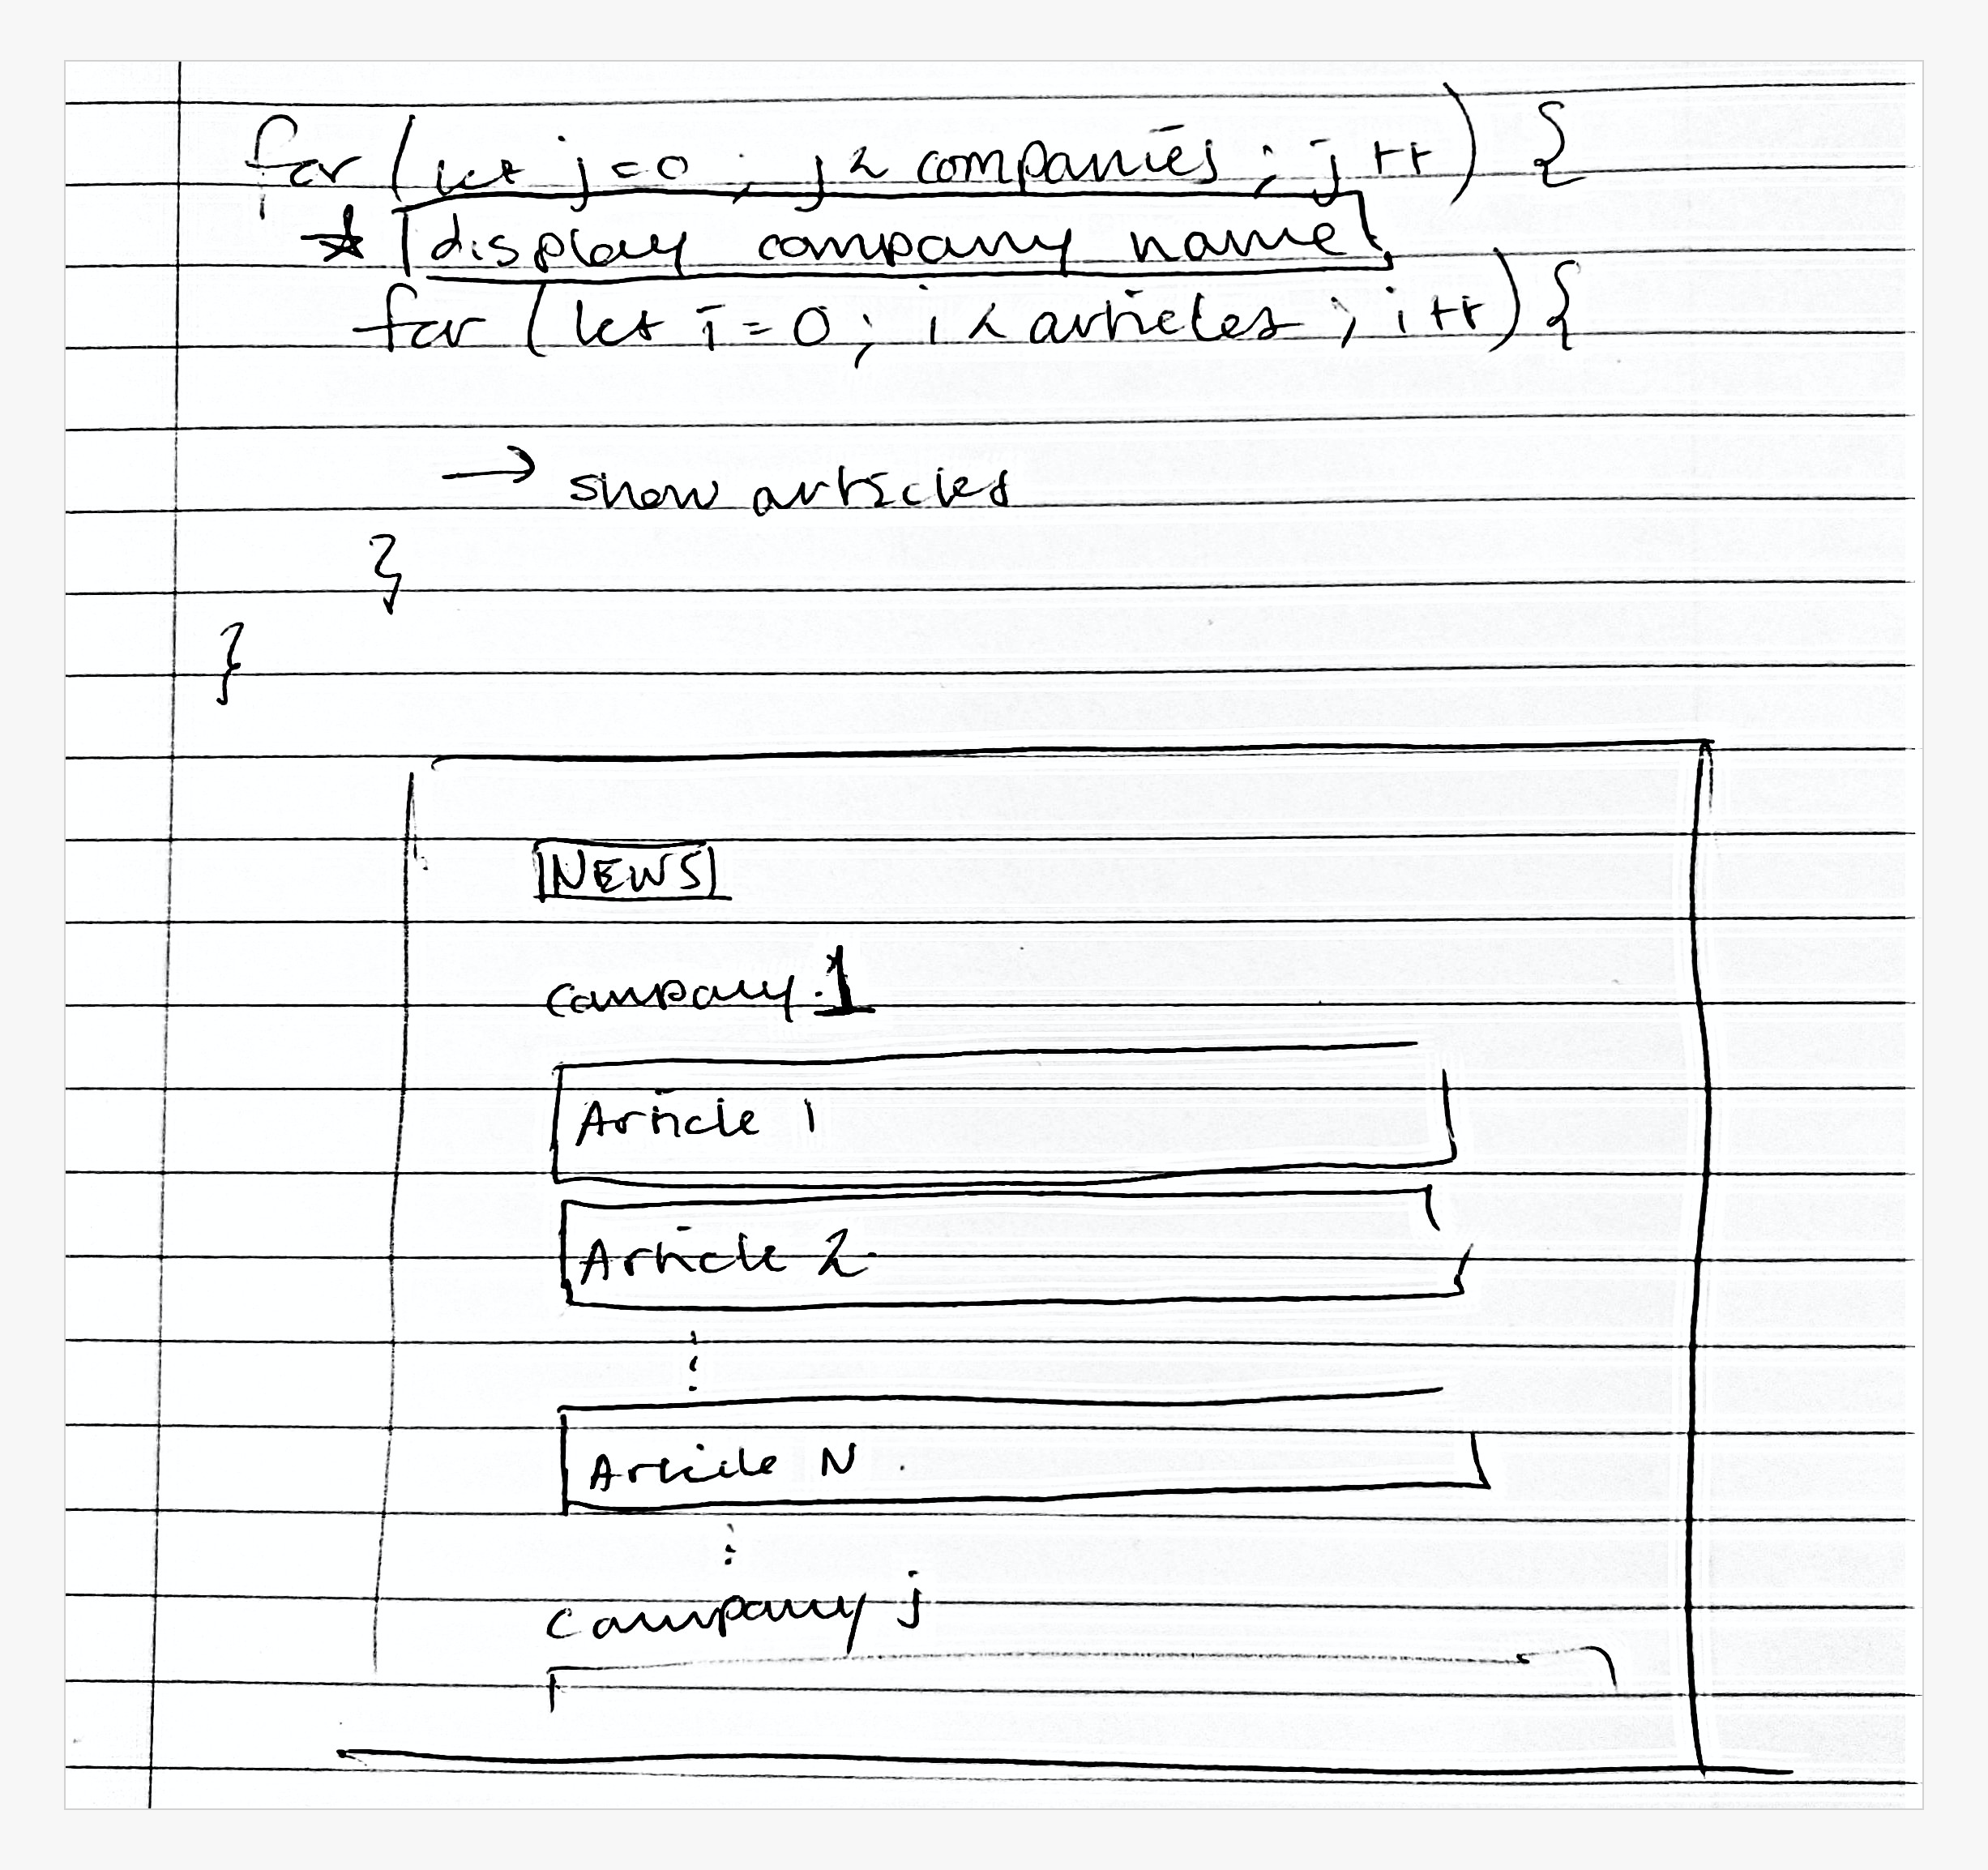 for (let j=0 ; j < companies ; j++) {
* display company name
for (let i=0 ; i < articles ; i++) {
→ show articles
}
}
NEWS
company 1
Article 1
Article 2
⋮
Article N
⋮
company j